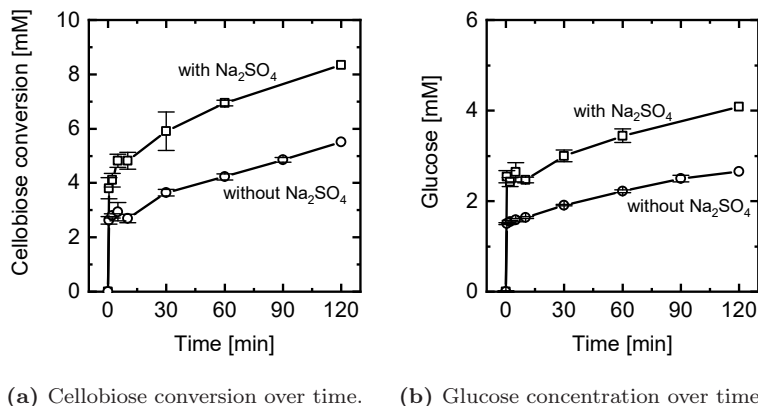 10
8
6
4
2
0
Cellobiose conversion [mM]
with Na₂SO₄
without Na₂SO₄
0 30 60 90 120
Time [min]
(a) Cellobiose conversion over time.
6
4
2
0
Glucose [mM]
with Na₂SO₄
without Na₂SO₄
0 30 60 90 120
Time [min]
(b) Glucose concentration over time